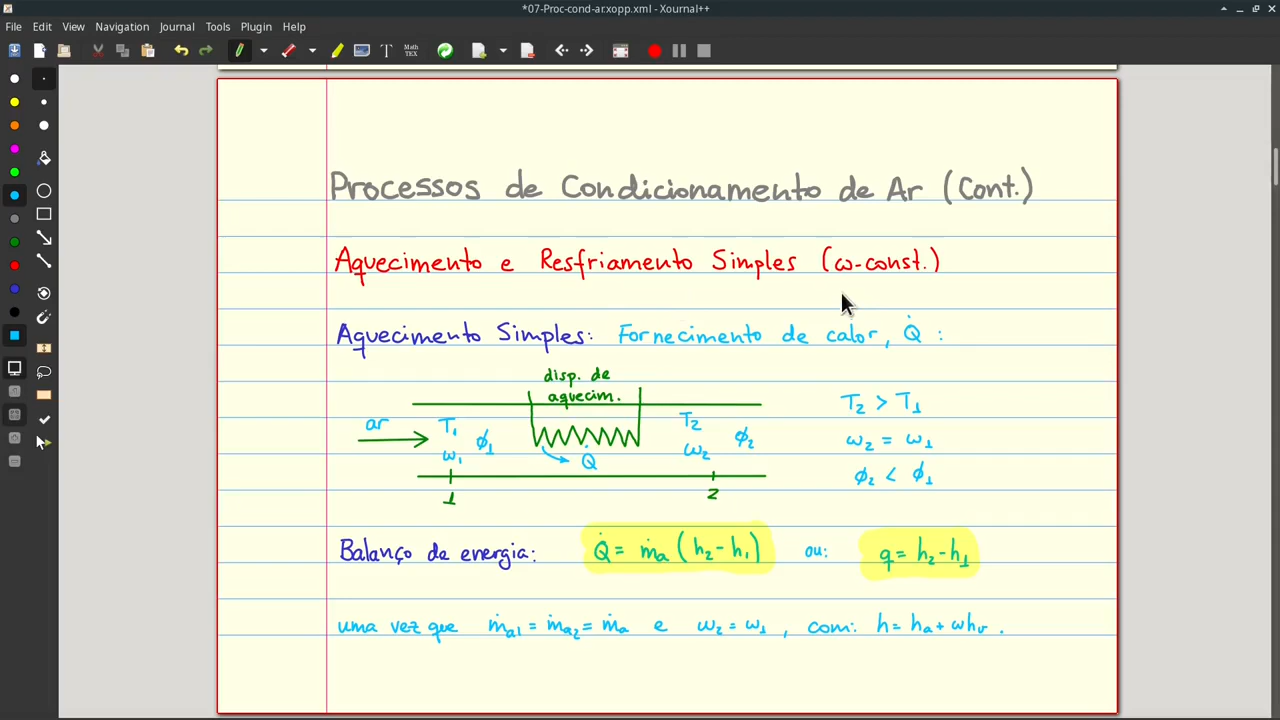 *07-Proc-cond-ar.xopp.xml - Xournal++
File Edit View Navigation Journal Tools Plugin Help
T Math TEX
Processos de Condicionamento de Ar (Cont.)
Aquecimento e Resfriamento Simples (ω-const.)
Aquecimento Simples: Fornecimento de calor, Q̇ :
disp. de
aquecim.
ar T₁ ω₁ ϕ₁
Q̇
T₂ ω₂ ϕ₂
1 2
T₂ > T₁
ω₂ = ω₁
ϕ₂ < ϕ₁
Balanço de energia: Q̇ = ṁa (h₂ - h₁) ou: q = h₂ - h₁
uma vez que ṁa1 = ṁa2 = ṁa e ω₂ = ω₁ , com: h = ha + ωhv .